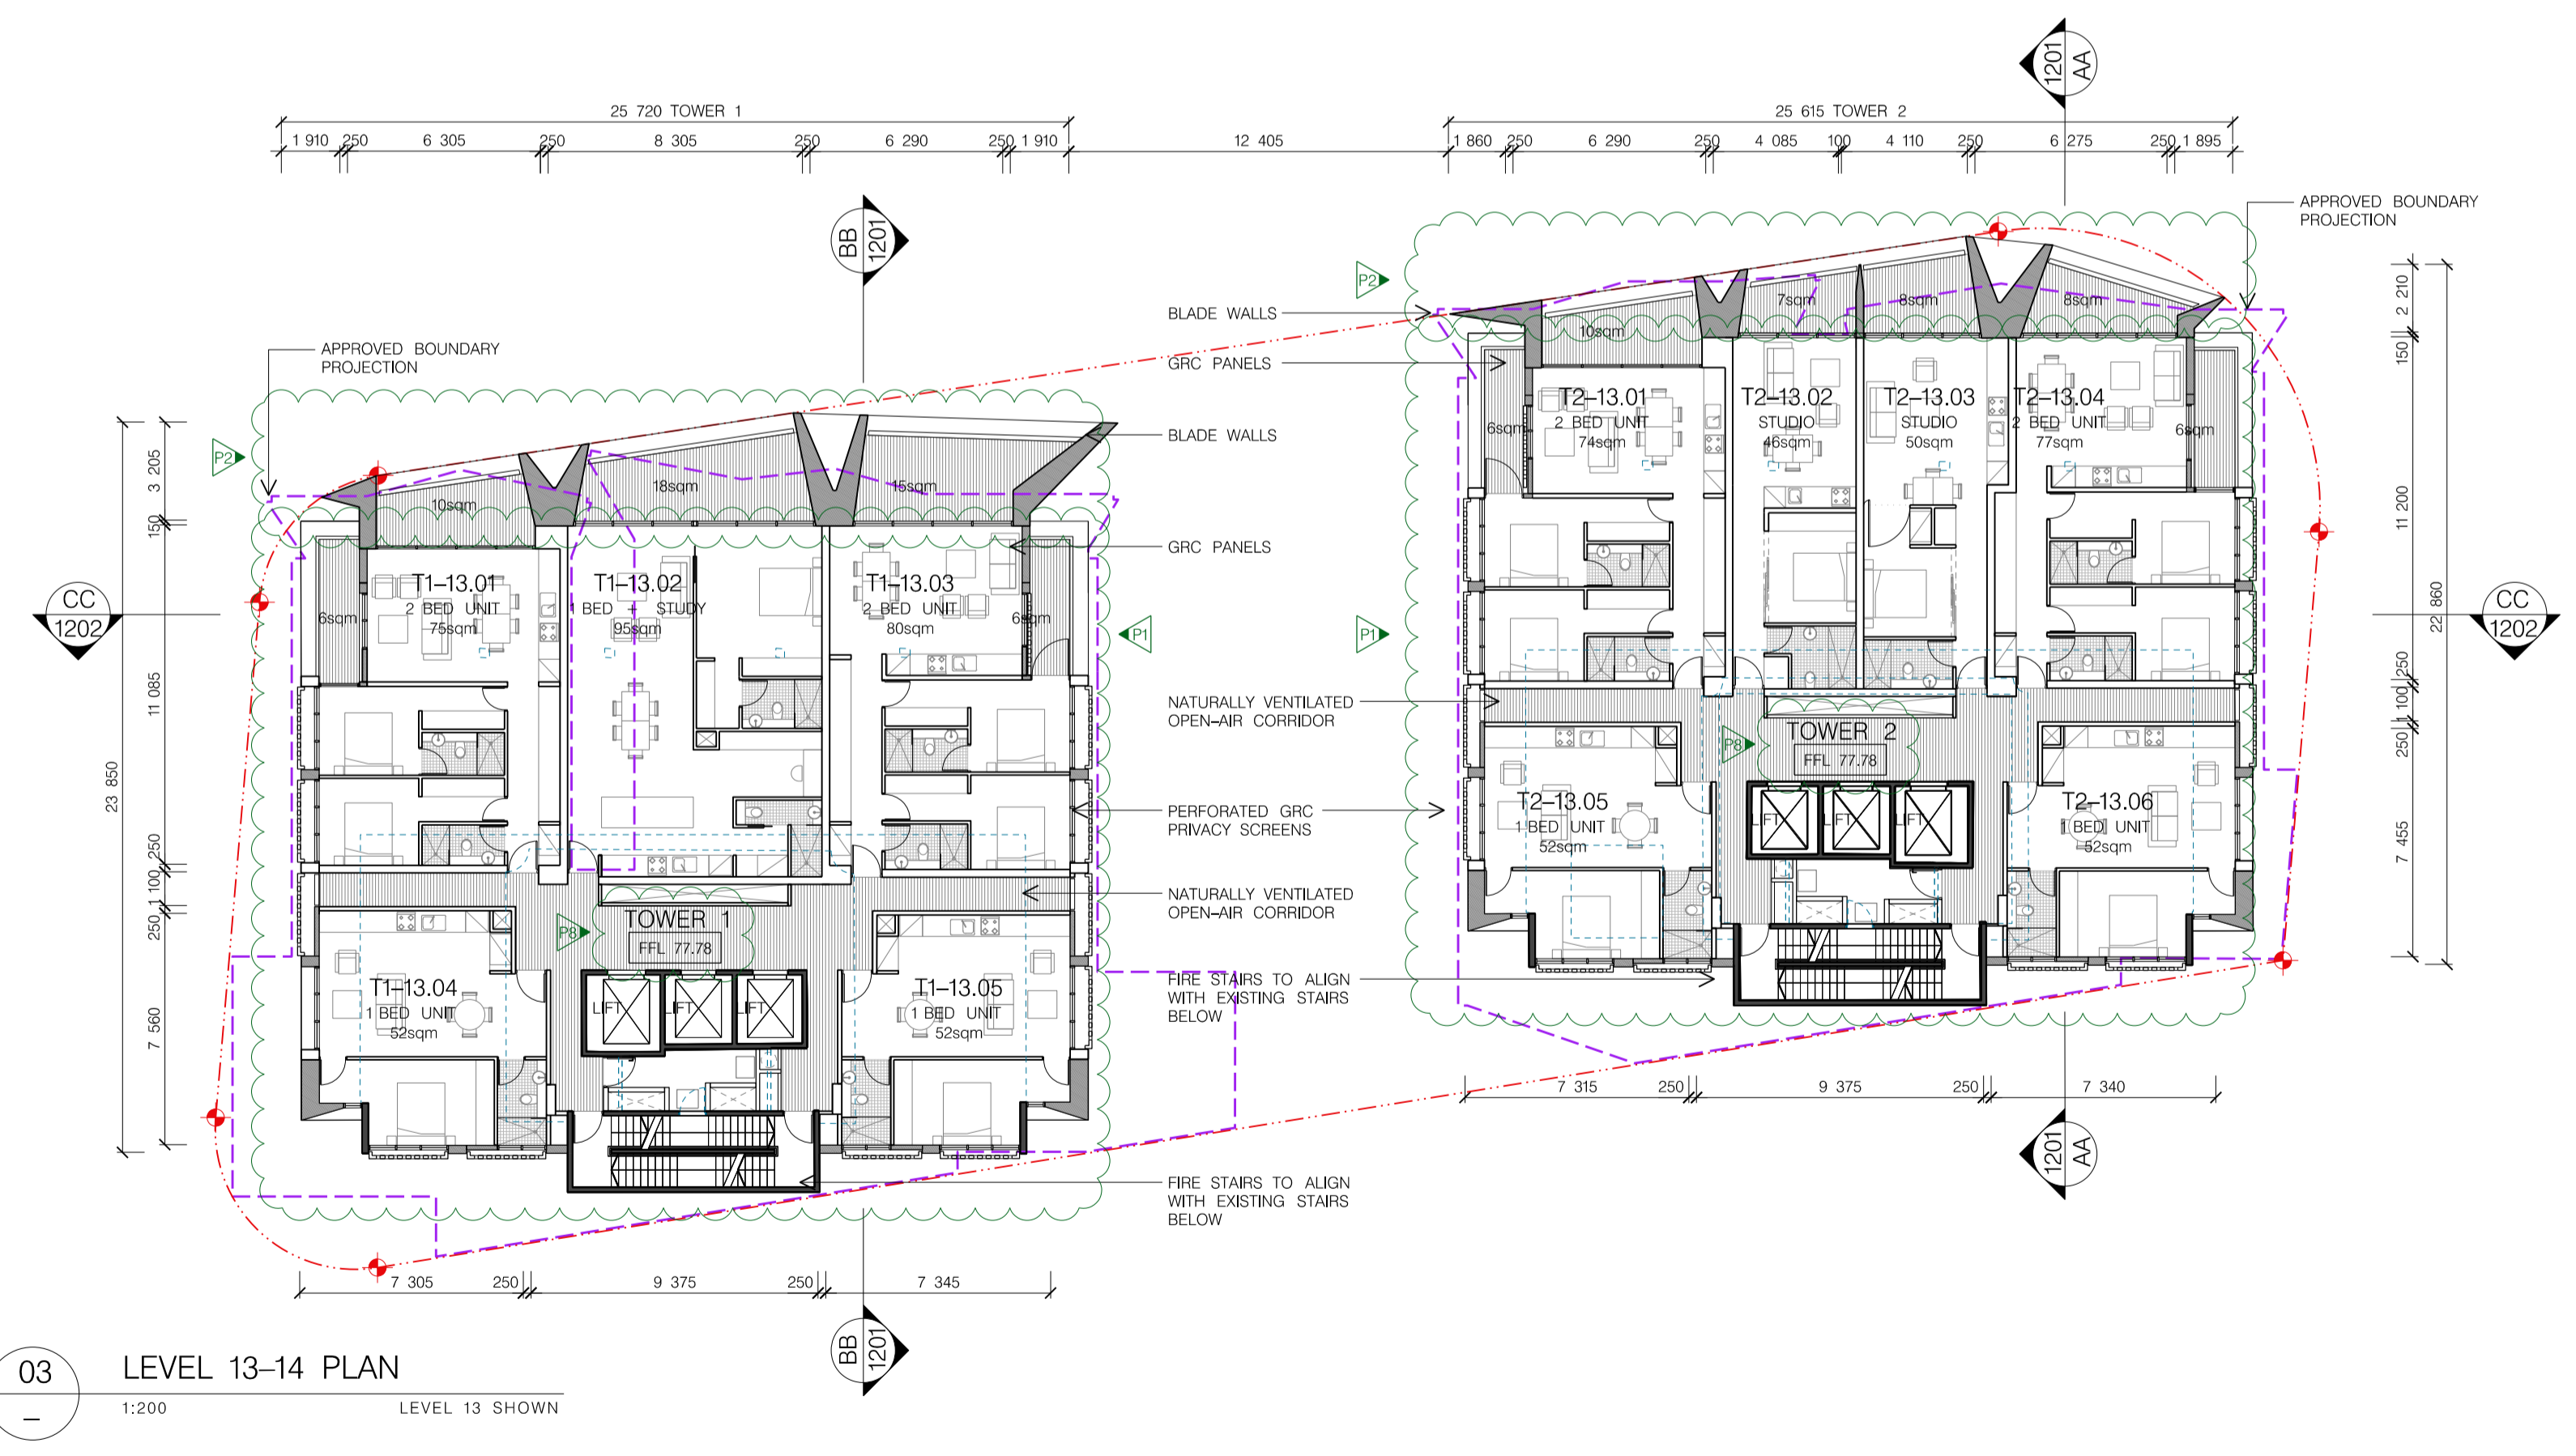 1201
AA
25 720 TOWER 1
25 615 TOWER 2
1 910
250
6 305
250
8 305
250
6 290
250
1 910
12 405
1 860
250
6 290
250
4 085
100
4 110
250
6 275
250
1 895
BB
1201
APPROVED BOUNDARY
PROJECTION
APPROVED BOUNDARY
PROJECTION
P2
P2
BLADE WALLS
GRC PANELS
BLADE WALLS
GRC PANELS
10sqm
7sqm
8sqm
8sqm
T2–13.01
2 BED UNIT
74sqm
6sqm
T2–13.02
STUDIO
46sqm
T2–13.03
STUDIO
50sqm
T2–13.04
2 BED UNIT
77sqm
6sqm
2 210
150
11 200
250
1 100
250
7 455
22 860
10sqm
18sqm
15sqm
T1–13.01
2 BED UNIT
75sqm
6sqm
T1–13.02
BED + STUDY
95sqm
T1–13.03
2 BED UNIT
80sqm
6sqm
3 205
150
11 085
250
1 100
250
7 560
23 850
CC
1202
CC
1202
P1
P1
NATURALLY VENTILATED
OPEN–AIR CORRIDOR
PERFORATED GRC
PRIVACY SCREENS
NATURALLY VENTILATED
OPEN–AIR CORRIDOR
TOWER 2
FFL 77.78
P8
T2–13.05
1 BED UNIT
52sqm
LIFT
LIFT
LIFT
T2–13.06
1 BED UNIT
52sqm
TOWER 1
FFL 77.78
P8
T1–13.04
1 BED UNIT
52sqm
LIFT
LIFT
LIFT
T1–13.05
1 BED UNIT
52sqm
FIRE STAIRS TO ALIGN
WITH EXISTING STAIRS
BELOW
7 315
250
9 375
250
7 340
1201
AA
FIRE STAIRS TO ALIGN
WITH EXISTING STAIRS
BELOW
7 305
250
9 375
250
7 345
BB
1201
03
–
LEVEL 13–14 PLAN
1:200
LEVEL 13 SHOWN